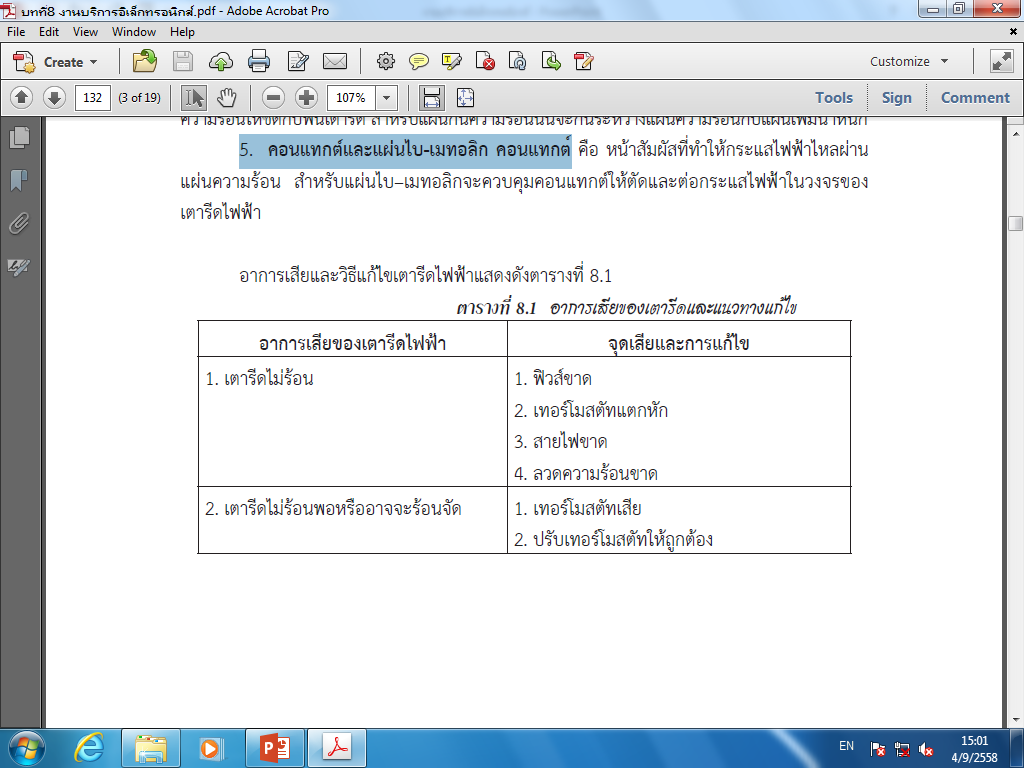 บทที่8 งานบริการอิเล็กทรอนิกส์.pdf - Adobe Acrobat Pro
File Edit View Window Help
Create
Customize
132 (3 of 19) 107% Tools Sign Comment
5. คอนแทกต์และแผ่นไบ-เมทอลิก คอนแทกต์ คือ หน้าสัมผัสที่ทำให้กระแสไฟฟ้าไหลผ่าน
แผ่นความร้อน สำหรับแผ่นไบ–เมทอลิกจะควบคุมคอนแทกต์ให้ตัดและต่อกระแสไฟฟ้าในวงจรของ
เตารีดไฟฟ้า
อาการเสียและวิธีแก้ไขเตารีดไฟฟ้าแสดงดังตารางที่ 8.1
ตารางที่ 8.1 อาการเสียของเตารีดและแนวทางแก้ไข
อาการเสียของเตารีดไฟฟ้า จุดเสียและการแก้ไข
1. เตารีดไม่ร้อน 1. ฟิวส์ขาด
2. เทอร์โมสตัทแตกหัก
3. สายไฟขาด
4. ลวดความร้อนขาด
2. เตารีดไม่ร้อนพอหรืออาจจะร้อนจัด 1. เทอร์โมสตัทเสีย
2. ปรับเทอร์โมสตัทให้ถูกต้อง
EN 15:01
4/9/2558